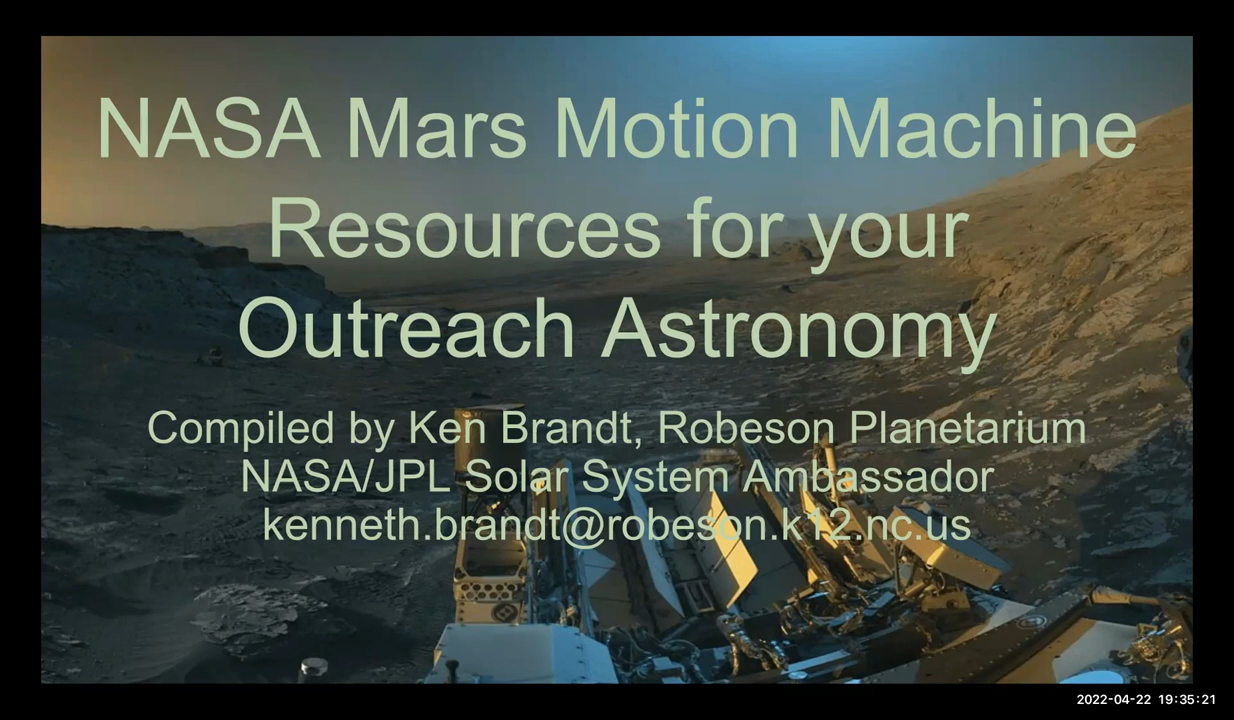 NASA Mars Motion Machine
Resources for your
Outreach Astronomy
Compiled by Ken Brandt, Robeson Planetarium
NASA/JPL Solar System Ambassador
kenneth.brandt@robeson.k12.nc.us
2022-04-22 19:35:21